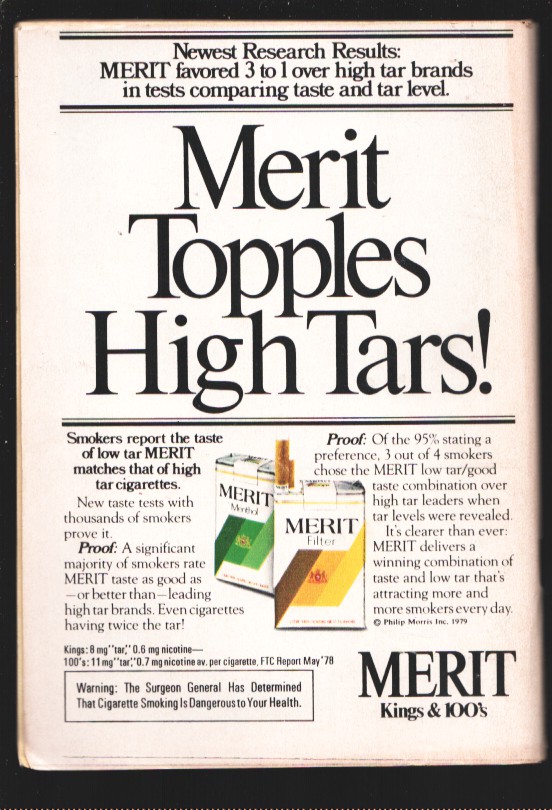 Newest Research Results:
MERIT favored 3 to 1 over high tar brands
in tests comparing taste and tar level.
Merit
Topples
High Tars!
Smokers report the taste
of low tar MERIT
matches that of high
tar cigarettes.
New taste tests with
thousands of smokers
prove it.
Proof: A significant
majority of smokers rate
MERIT taste as good as
—or better than—leading
high tar brands. Even cigarettes
having twice the tar!
MERIT
Menthol
MERIT
Filter
Proof: Of the 95% stating a
preference, 3 out of 4 smokers
chose the MERIT low tar/good
taste combination over
high tar leaders when
tar levels were revealed.
It's clearer than ever:
MERIT delivers a
winning combination of
taste and low tar that's
attracting more and
more smokers every day.
© Philip Morris Inc. 1979
Kings: 8 mg "tar," 0.6 mg nicotine—
100's: 11 mg "tar," 0.7 mg nicotine av. per cigarette, FTC Report May '78
Warning: The Surgeon General Has Determined
That Cigarette Smoking Is Dangerous to Your Health.
MERIT
Kings & 100's